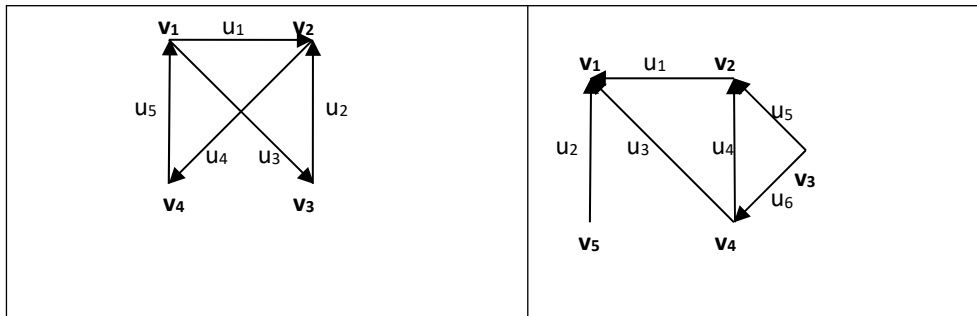 v₁ u₁ v₂
u₅ u₂
u₄ u₃
v₄ v₃
v₁ u₁ v₂
u₅
u₂ u₃ u₄
v₃
u₆
v₅ v₄